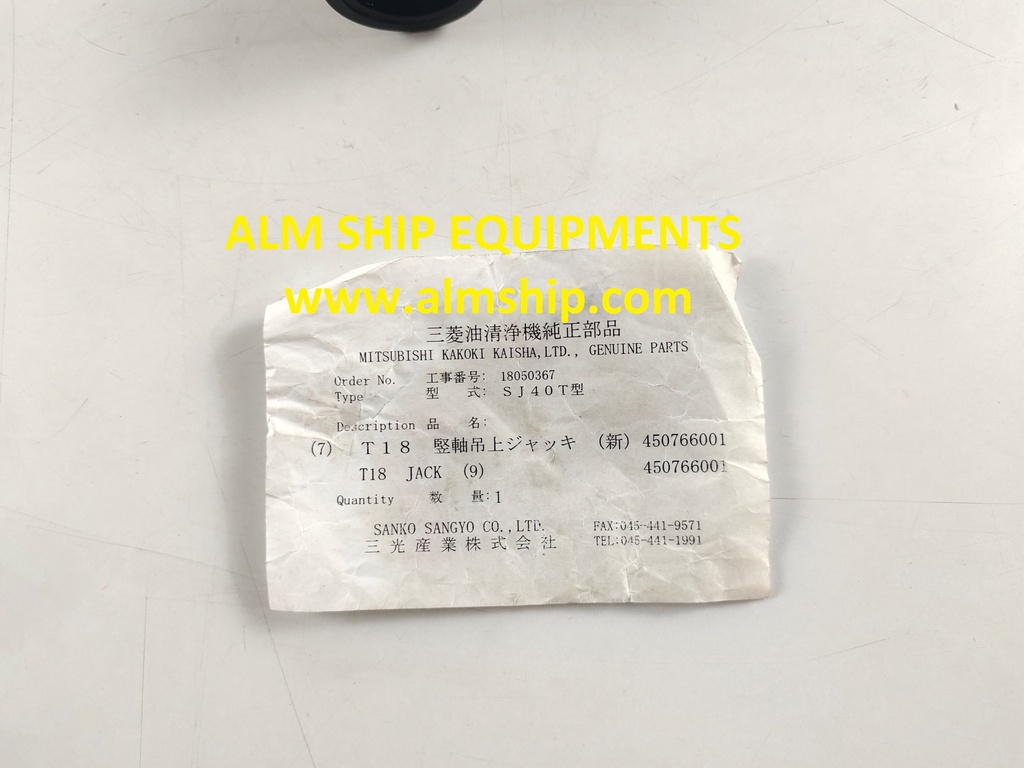 ALM SHIP EQUIPMENTS
www.almship.com
三菱油清浄機純正部品
MITSUBISHI KAKOKI KAISHA,LTD., GENUINE PARTS
Order No. 工事番号: 18050367
Type 型 式: ＳＪ４０Ｔ型
Description 品 名:
(7) Ｔ１８ 竪軸吊上ジャッキ (新) 450766001
T18 JACK (9) 450766001
Quantity 数 量:1
SANKO SANGYO CO.,LTD. FAX:045-441-9571
三光産業株式会社 TEL:045-441-1991